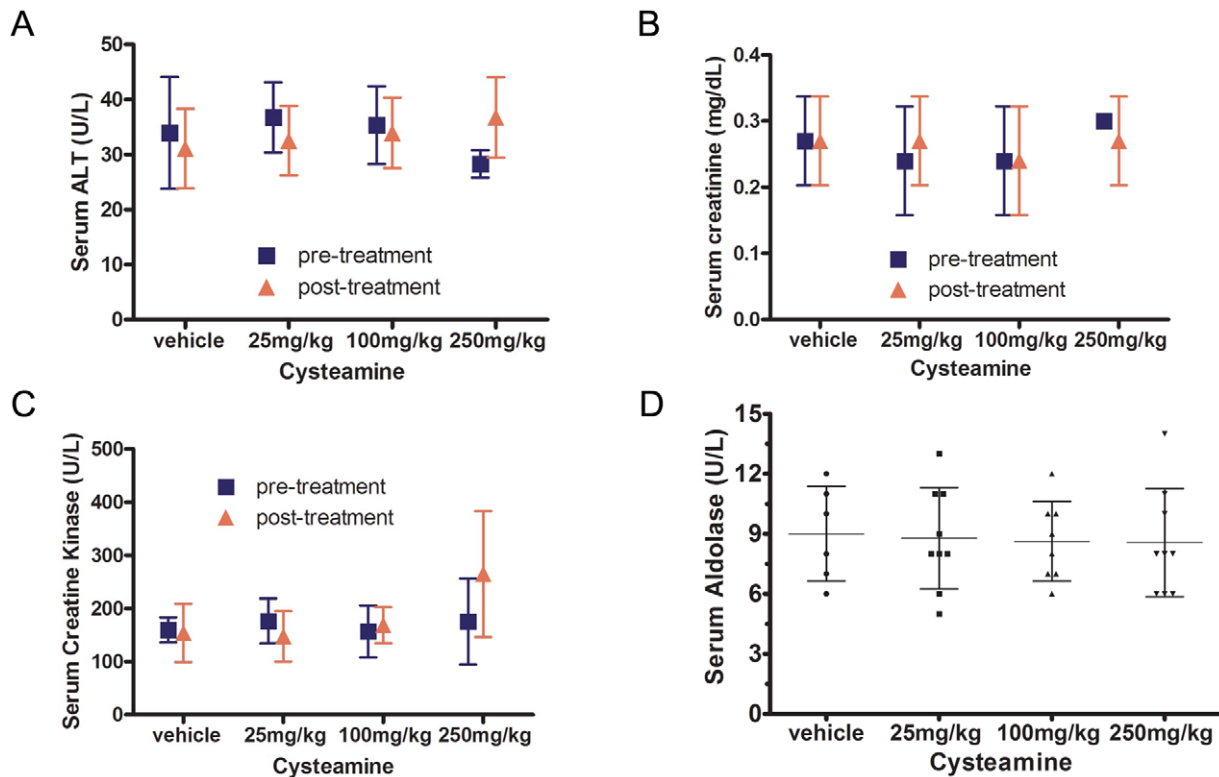 A
Serum ALT (U/L)
50
40
30
20
10
0
pre-treatment
post-treatment
vehicle 25mg/kg 100mg/kg 250mg/kg
Cysteamine
B
Serum creatinine (mg/dL)
0.4
0.3
0.2
0.1
0.0
pre-treatment
post-treatment
vehicle 25mg/kg 100mg/kg 250mg/kg
Cysteamine
C
Serum Creatine Kinase (U/L)
500
400
300
200
100
0
pre-treatment
post-treatment
vehicle 25mg/kg 100mg/kg 250mg/kg
Cysteamine
D
Serum Aldolase (U/L)
15
12
9
6
3
0
vehicle 25mg/kg 100mg/kg 250mg/kg
Cysteamine